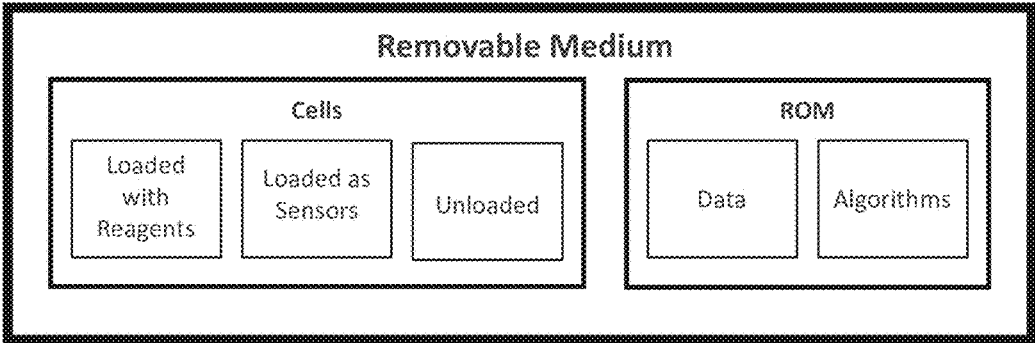 Removable Medium
Cells
Loaded
with
Reagents
Loaded as
Sensors
Unloaded
ROM
Data
Algorithms